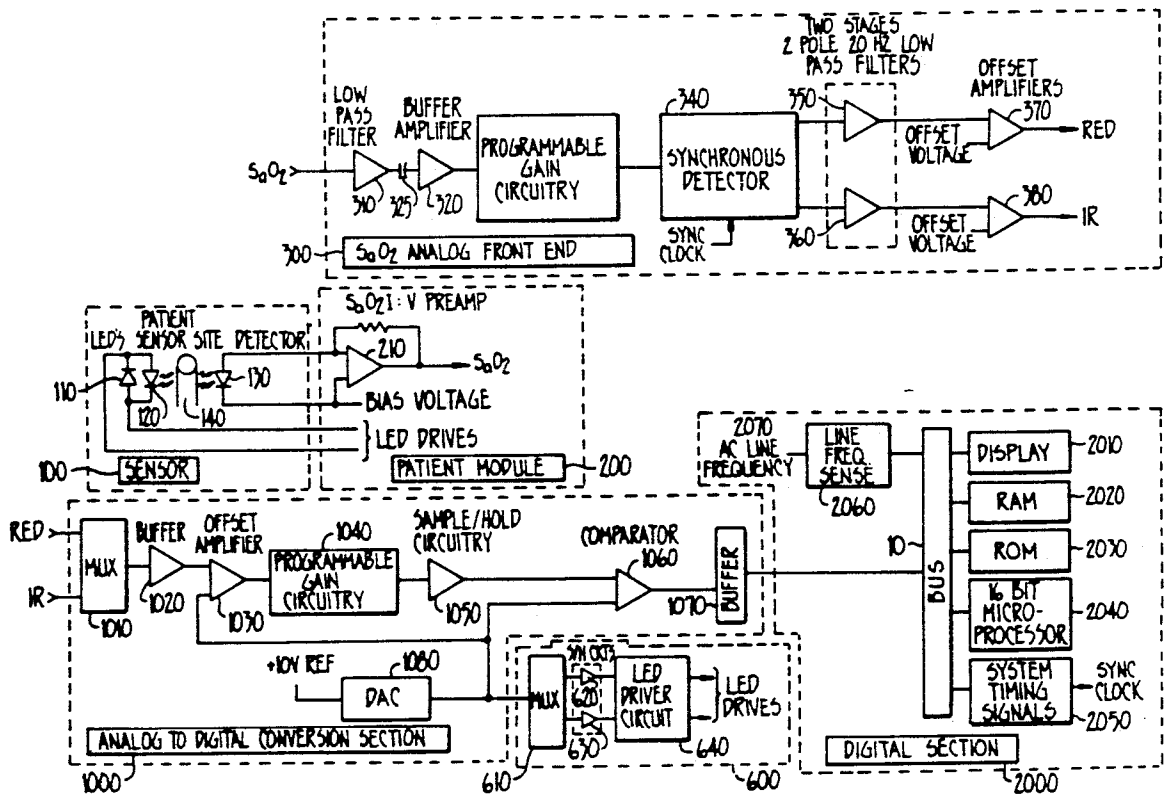 TWO STAGES
2 POLE 20 HZ LOW
PASS FILTERS
LOW
PASS
FILTER
BUFFER
AMPLIFIER
340
350
OFFSET
AMPLIFIERS
370
SaO2
PROGRAMMABLE
GAIN
CIRCUITRY
SYNCHRONOUS
DETECTOR
OFFSET
VOLTAGE
RED
310
325
320
380
360
OFFSET
VOLTAGE
IR
SYNC
CLOCK
300
SaO2 ANALOG FRONT END
SaO2 I:V PREAMP
PATIENT
LED'S SENSOR SITE DETECTOR
210
SaO2
110
120
140
130
BIAS VOLTAGE
LED DRIVES
100
SENSOR
PATIENT MODULE
200
2070
AC LINE
FREQUENCY
LINE
FREQ
SENSE
2060
10
BUS
DISPLAY
2010
RAM
2020
ROM
2030
16 BIT
MICRO-
PROCESSOR
2040
SYSTEM
TIMING
SIGNALS
SYNC
CLOCK
2050
DIGITAL SECTION
2000
RED
IR
MUX
1010
BUFFER
1020
OFFSET
AMPLIFIER
1030
1040
PROGRAMMABLE
GAIN
CIRCUITRY
SAMPLE/HOLD
CIRCUITRY
1050
COMPARATOR
1060
1070
BUFFER
+10V REF
1080
DAC
S/H CKTS
MUX
620
630
LED
DRIVER
CIRCUIT
640
LED
DRIVES
ANALOG TO DIGITAL CONVERSION SECTION
1000
610
600